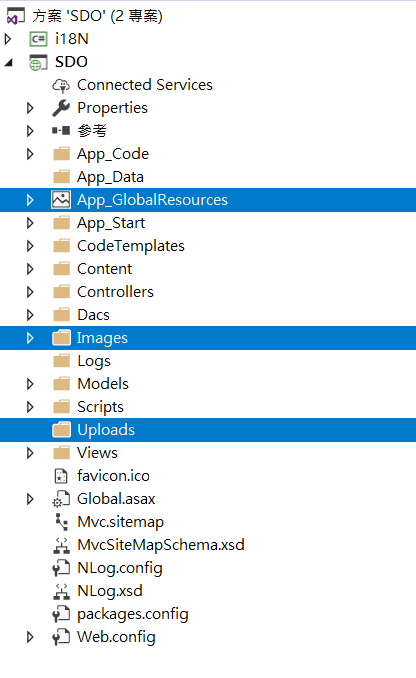 方案 'SDO' (2 專案)
C# i18N
SDO
Connected Services
Properties
參考
App_Code
App_Data
App_GlobalResources
App_Start
CodeTemplates
Content
Controllers
Dacs
Images
Logs
Models
Scripts
Uploads
Views
favicon.ico
Global.asax
Mvc.sitemap
MvcSiteMapSchema.xsd
NLog.config
NLog.xsd
packages.config
Web.config